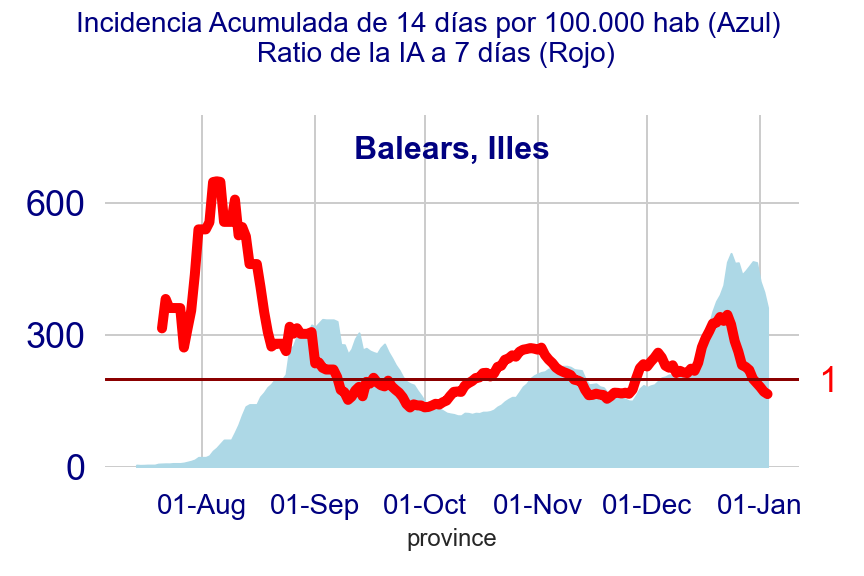 Incidencia Acumulada de 14 días por 100.000 hab (Azul)
Ratio de la IA a 7 días (Rojo)
Balears, Illes
600
300
1
0
01-Aug 01-Sep 01-Oct 01-Nov 01-Dec 01-Jan
province